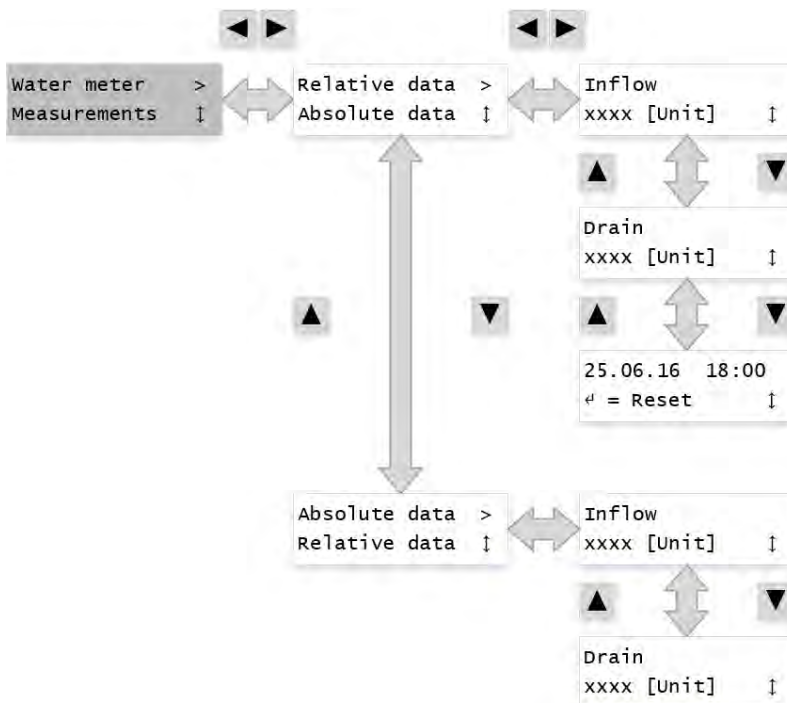 Water meter >
Measurements ↕
Relative data >
Absolute data ↕
Inflow
xxxx [Unit] ↕
Drain
xxxx [Unit] ↕
25.06.16 18:00
↵ = Reset ↕
Absolute data >
Relative data ↕
Inflow
xxxx [Unit] ↕
Drain
xxxx [Unit] ↕